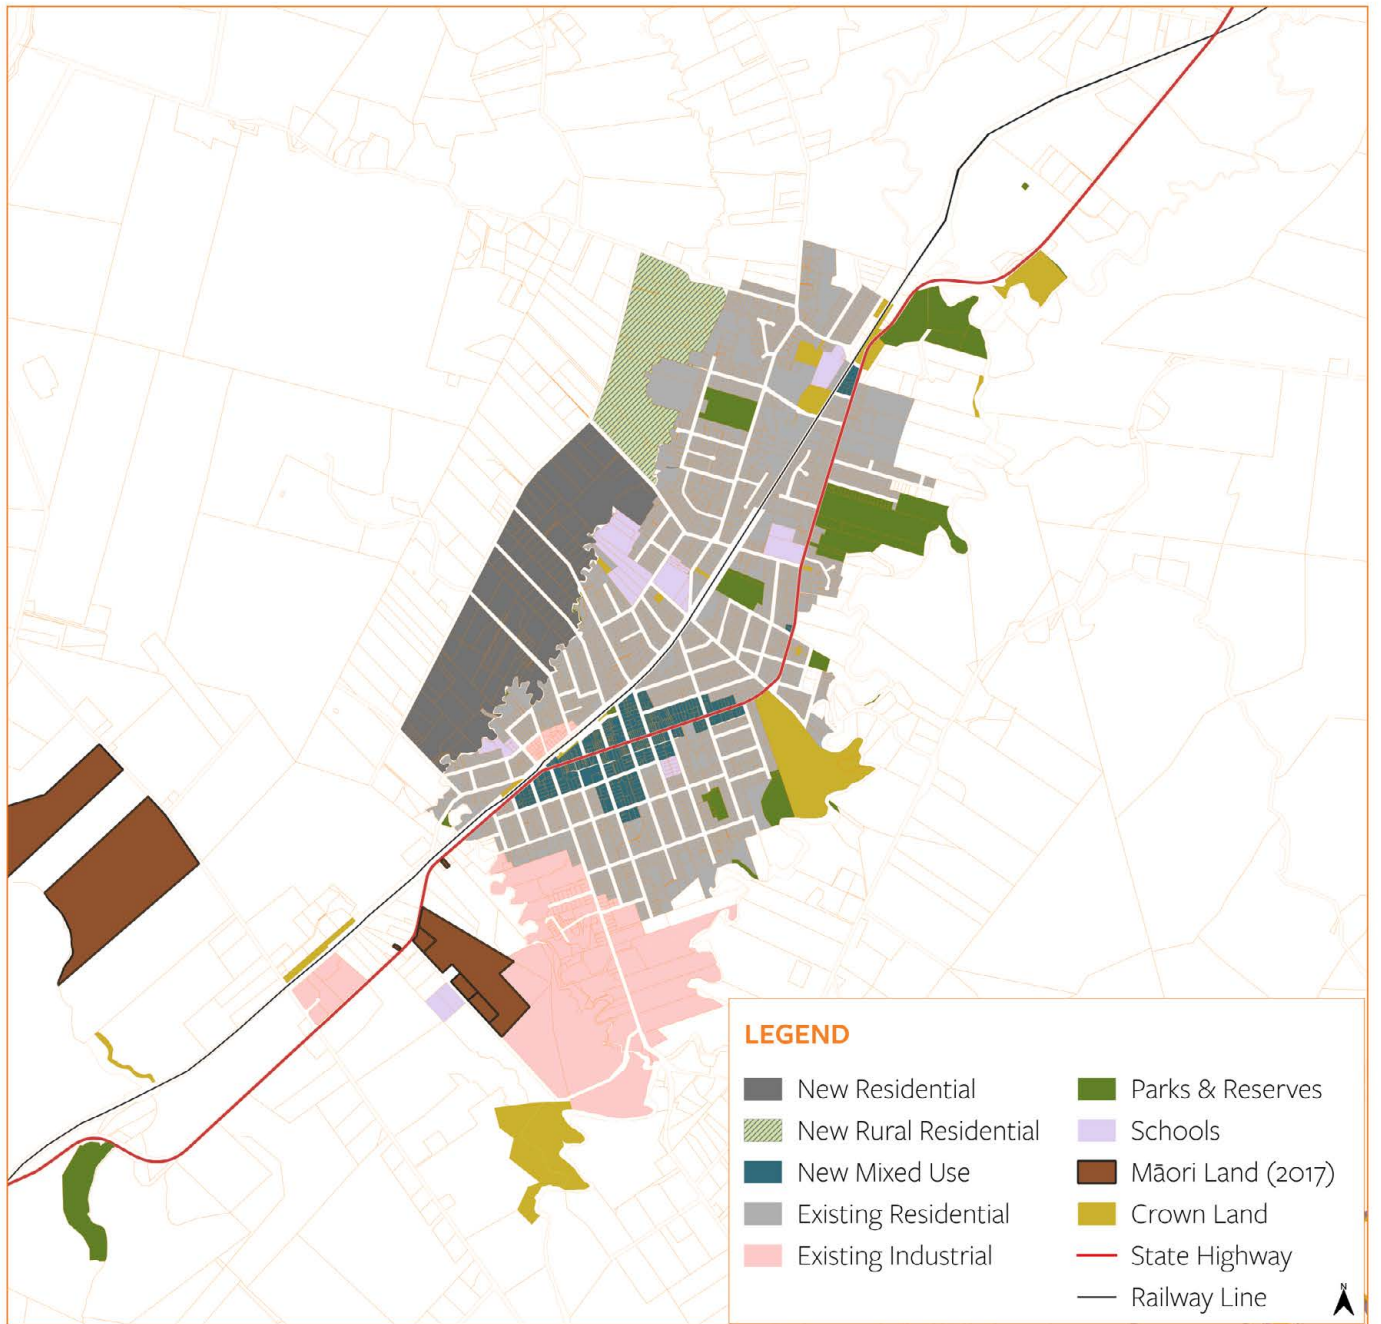 LEGEND
New Residential
New Rural Residential
New Mixed Use
Existing Residential
Existing Industrial
Parks & Reserves
Schools
Māori Land (2017)
Crown Land
State Highway
Railway Line
N